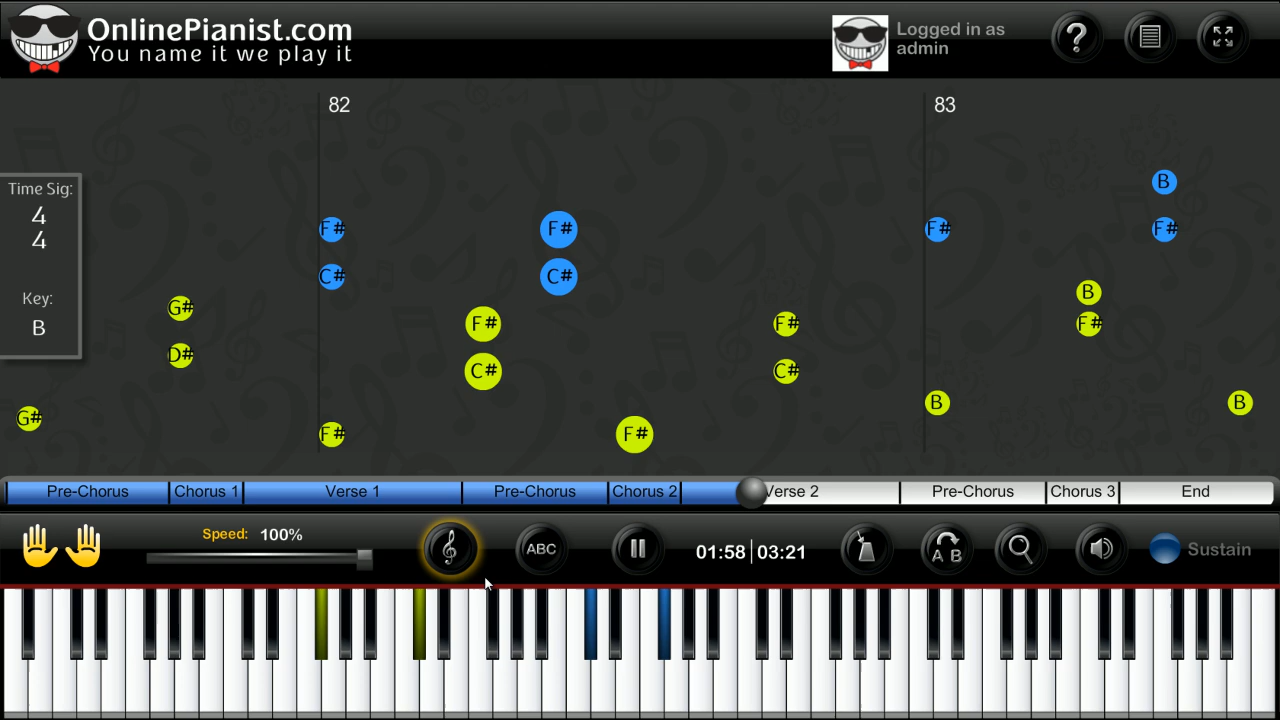 OnlinePianist.com
You name it we play it
Logged in as
admin
?
82
83
Time Sig:
4
4
Key:
B
B
F#
F#
F#
F#
C#
C#
B
G#
F#
F#
F#
D#
C#
C#
B
B
G#
F#
F#
Pre-Chorus
Chorus 1
Verse 1
Pre-Chorus
Chorus 2
Verse 2
Pre-Chorus
Chorus 3
End
Speed: 100%
ABC
01:58 | 03:21
A B
Sustain